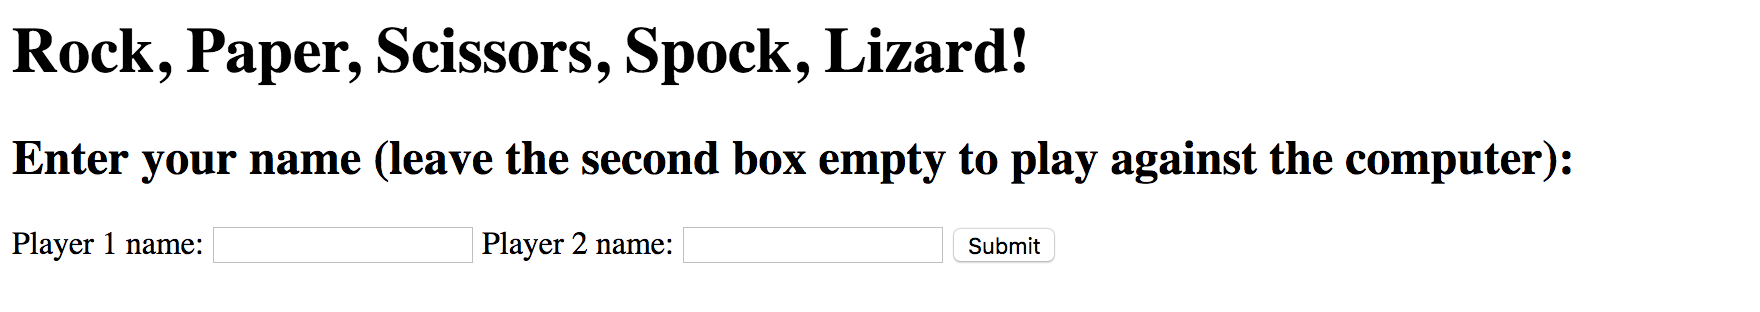 Rock, Paper, Scissors, Spock, Lizard!
Enter your name (leave the second box empty to play against the computer):
Player 1 name: Player 2 name: Submit